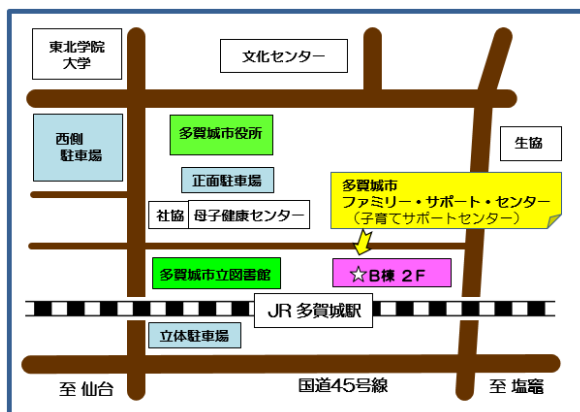 東北学院
大学
文化センター
西側
駐車場
多賀城市役所
生協
正面駐車場
多賀城市
ファミリー・サポート・センター
（子育てサポートセンター）
社協
母子健康センター
多賀城市立図書館
☆B棟 2F
JR 多賀城駅
立体駐車場
至 仙台
国道45号線
至 塩竈